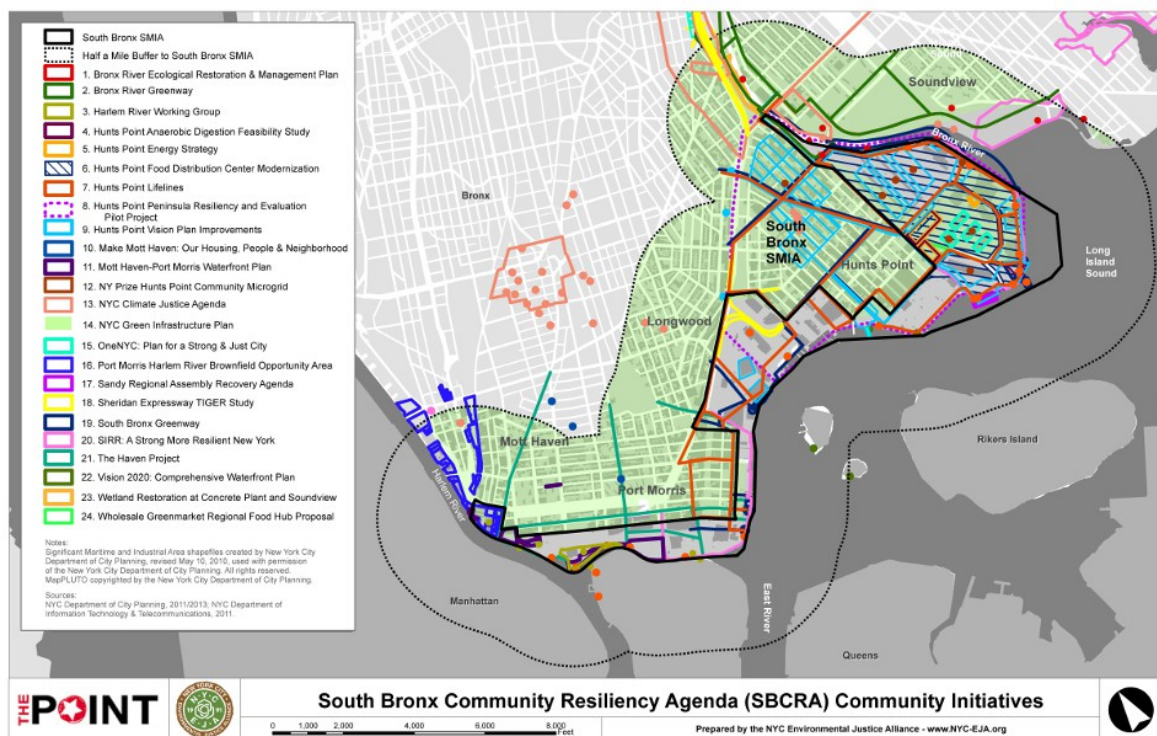 South Bronx SMIA
Half a Mile Buffer to South Bronx SMIA
1. Bronx River Ecological Restoration & Management Plan
2. Bronx River Greenway
3. Harlem River Working Group
4. Hunts Point Anaerobic Digestion Feasibility Study
5. Hunts Point Energy Strategy
6. Hunts Point Food Distribution Center Modernization
7. Hunts Point Lifelines
8. Hunts Point Peninsula Resiliency and Evaluation
Pilot Project
9. Hunts Point Vision Plan Improvements
10. Make Mott Haven: Our Housing, People & Neighborhood
11. Mott Haven-Port Morris Waterfront Plan
12. NY Prize Hunts Point Community Microgrid
13. NYC Climate Justice Agenda
14. NYC Green Infrastructure Plan
15. OneNYC: Plan for a Strong & Just City
16. Port Morris Harlem River Brownfield Opportunity Area
17. Sandy Regional Assembly Recovery Agenda
18. Sheridan Expressway TIGER Study
19. South Bronx Greenway
20. SIRR: A Strong More Resilient New York
21. The Haven Project
22. Vision 2020: Comprehensive Waterfront Plan
23. Wetland Restoration at Concrete Plant and Soundview
24. Wholesale Greenmarket Regional Food Hub Proposal
Notes:
Significant Maritime and Industrial Area shapefiles created by New York City
Department of City Planning, revised May 10, 2010, used with permission
of the New York City Department of City Planning. All rights reserved.
MapPLUTO copyrighted by the New York City Department of City Planning.
Sources:
NYC Department of City Planning, 2011/2013; NYC Department of
Information Technology & Telecommunications, 2011.
Soundview
Bronx River
Bronx
South
Bronx
SMIA
Hunts Point
Long
Island
Sound
Longwood
Rikers Island
Mott Haven
Port Morris
Harlem River
Manhattan
East River
Queens
THE POINT
NEW YORK CITY
NYC
19 91
EJA
ENVIRONMENTAL JUSTICE ALLIANCE
South Bronx Community Resiliency Agenda (SBCRA) Community Initiatives
0 1,000 2,000 4,000 6,000 8,000
Feet
Prepared by the NYC Environmental Justice Alliance - www.NYC-EJA.org